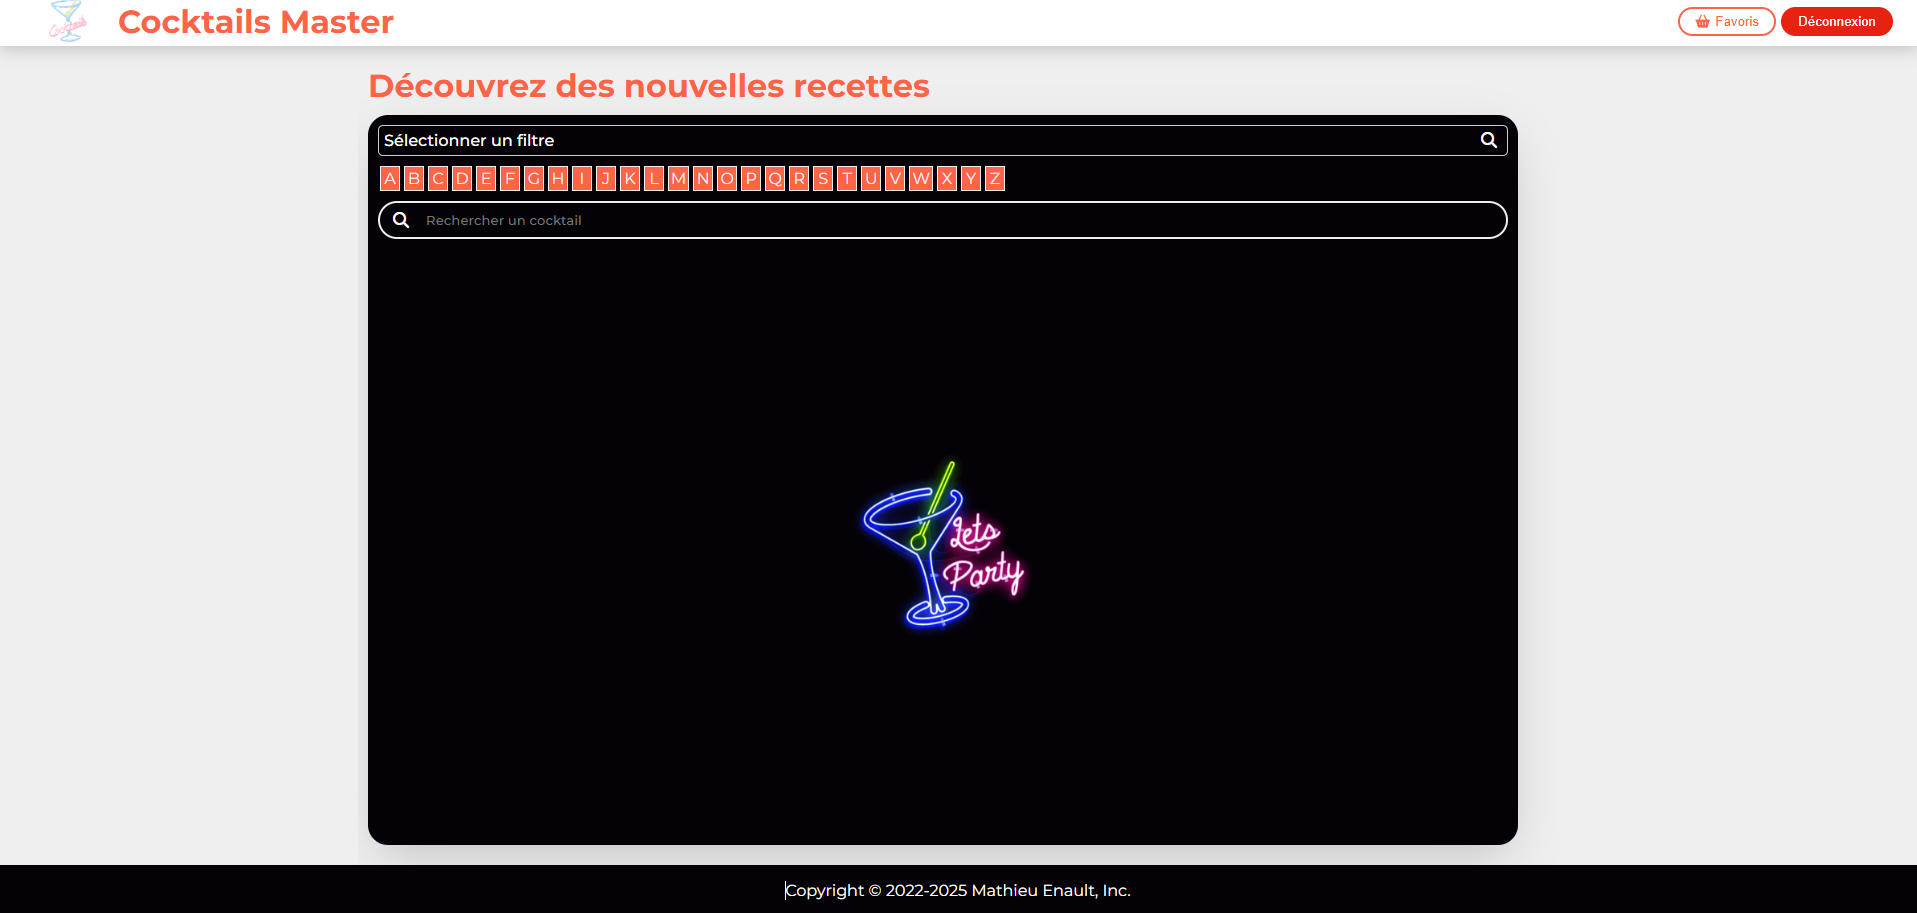 Cocktails
Cocktails Master
Favoris
Déconnexion
Découvrez des nouvelles recettes
Sélectionner un filtre
A B C D E F G H I J K L M N O P Q R S T U V W X Y Z
Rechercher un cocktail
Lets
Party
Copyright © 2022-2025 Mathieu Enault, Inc.